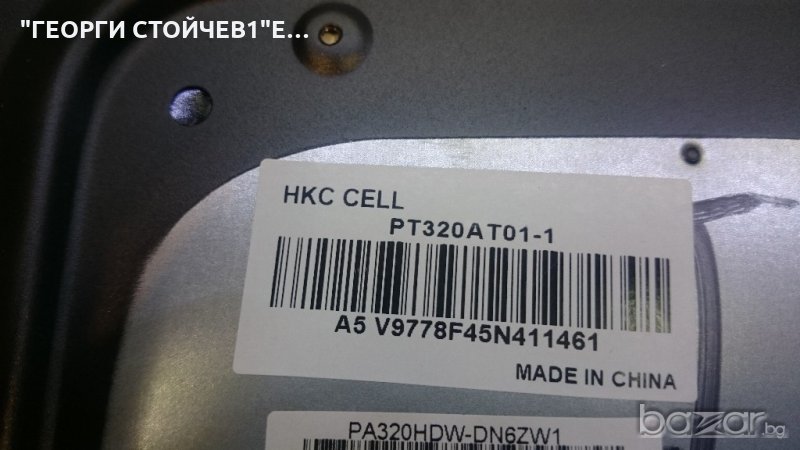 "ГЕОРГИ СТОЙЧЕВ1"Е...
HKC CELL
PT320AT01-1
A5 V9778F45N411461
MADE IN CHINA
PA320HDW-DN6ZW1
bazar.bg